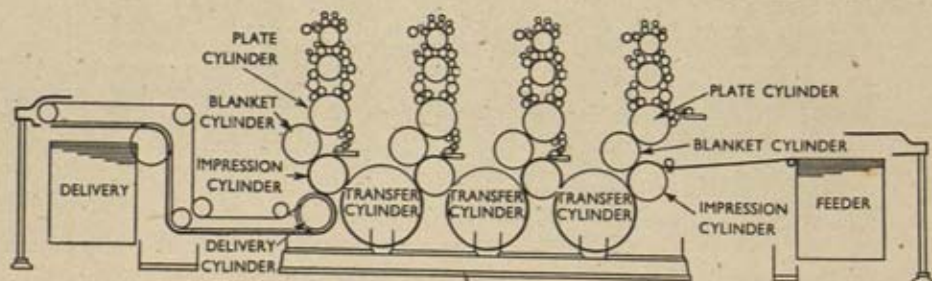 PLATE
CYLINDER
BLANKET
CYLINDER
IMPRESSION
CYLINDER
DELIVERY
DELIVERY
CYLINDER
TRANSFER
CYLINDER
TRANSFER
CYLINDER
TRANSFER
CYLINDER
PLATE CYLINDER
BLANKET CYLINDER
IMPRESSION
CYLINDER
FEEDER